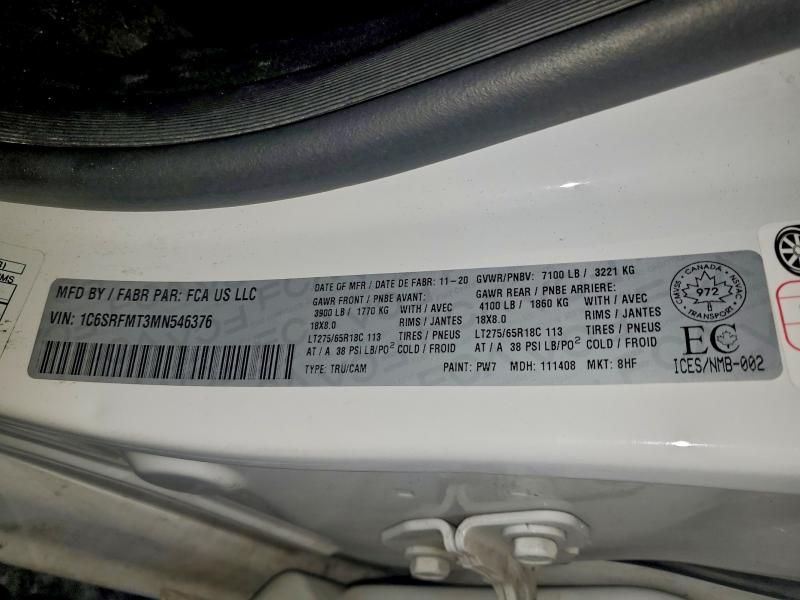 MFD BY / FABR PAR: FCA US LLC
VIN: 1C6SRFMT3MN546376
DATE OF MFR / DATE DE FABR: 11-20
GAWR FRONT / PNBE AVANT:
3900 LB / 1770 KG WITH / AVEC
18X8.0 RIMS / JANTES
LT275/65R18C 113 TIRES / PNEUS
AT / A 38 PSI LB/PO² COLD / FROID
TYPE: TRU/CAM
GVWR/PNBV: 7100 LB / 3221 KG
GAWR REAR / PNBE ARRIERE:
4100 LB / 1860 KG WITH / AVEC
18X8.0 RIMS / JANTES
LT275/65R18C 113 TIRES / PNEUS
AT / A 38 PSI LB/PO² COLD / FROID
PAINT: PW7 MDH: 111408 MKT: 8HF
CANADA
CMVSS 972 NSVAC
TRANSPORT
EC
ICES/NMB-002